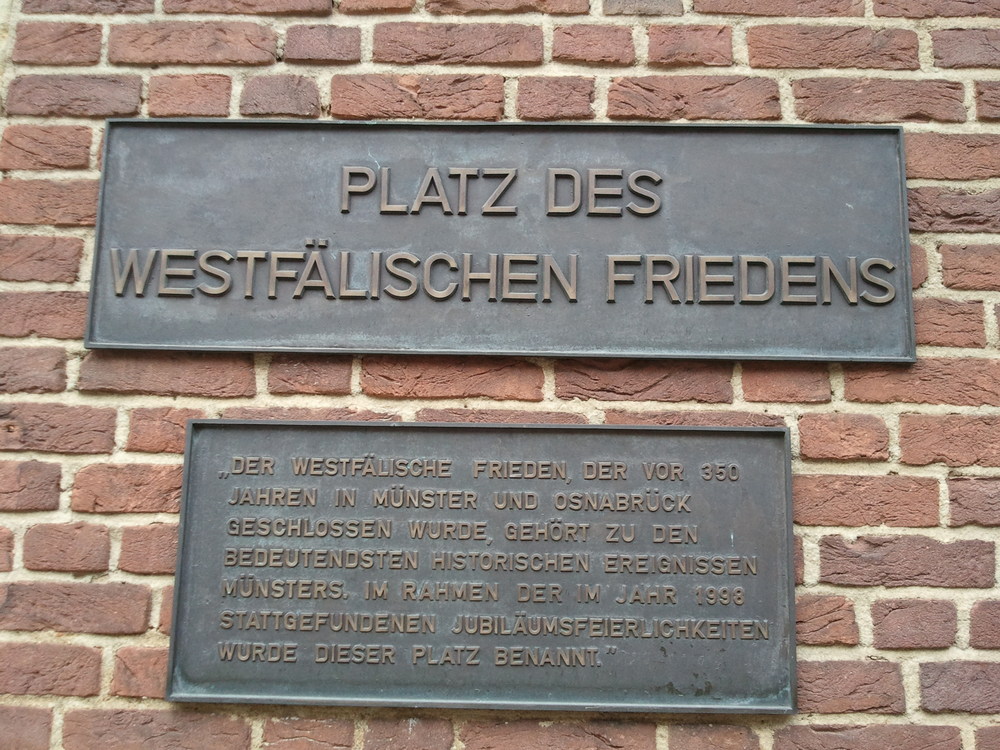 PLATZ DES
WESTFÄLISCHEN FRIEDENS
„DER WESTFÄLISCHE FRIEDEN, DER VOR 350
JAHREN IN MÜNSTER UND OSNABRÜCK
GESCHLOSSEN WURDE, GEHÖRT ZU DEN
BEDEUTENDSTEN HISTORISCHEN EREIGNISSEN
MÜNSTERS. IM RAHMEN DER IM JAHR 1998
STATTGEFUNDENEN JUBILÄUMSFEIERLICHKEITEN
WURDE DIESER PLATZ BENANNT.”